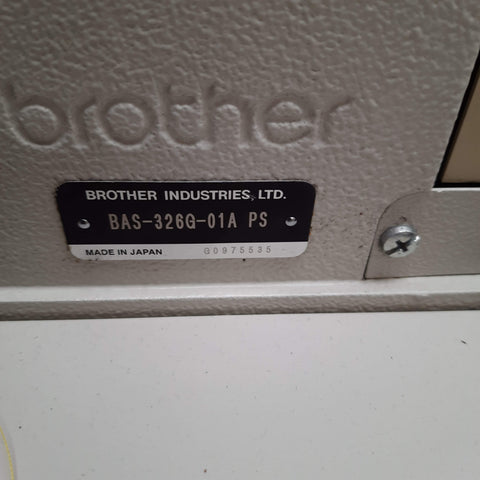 brother
BROTHER INDUSTRIES, LTD.
BAS-326G-01A PS
MADE IN JAPAN G0975535